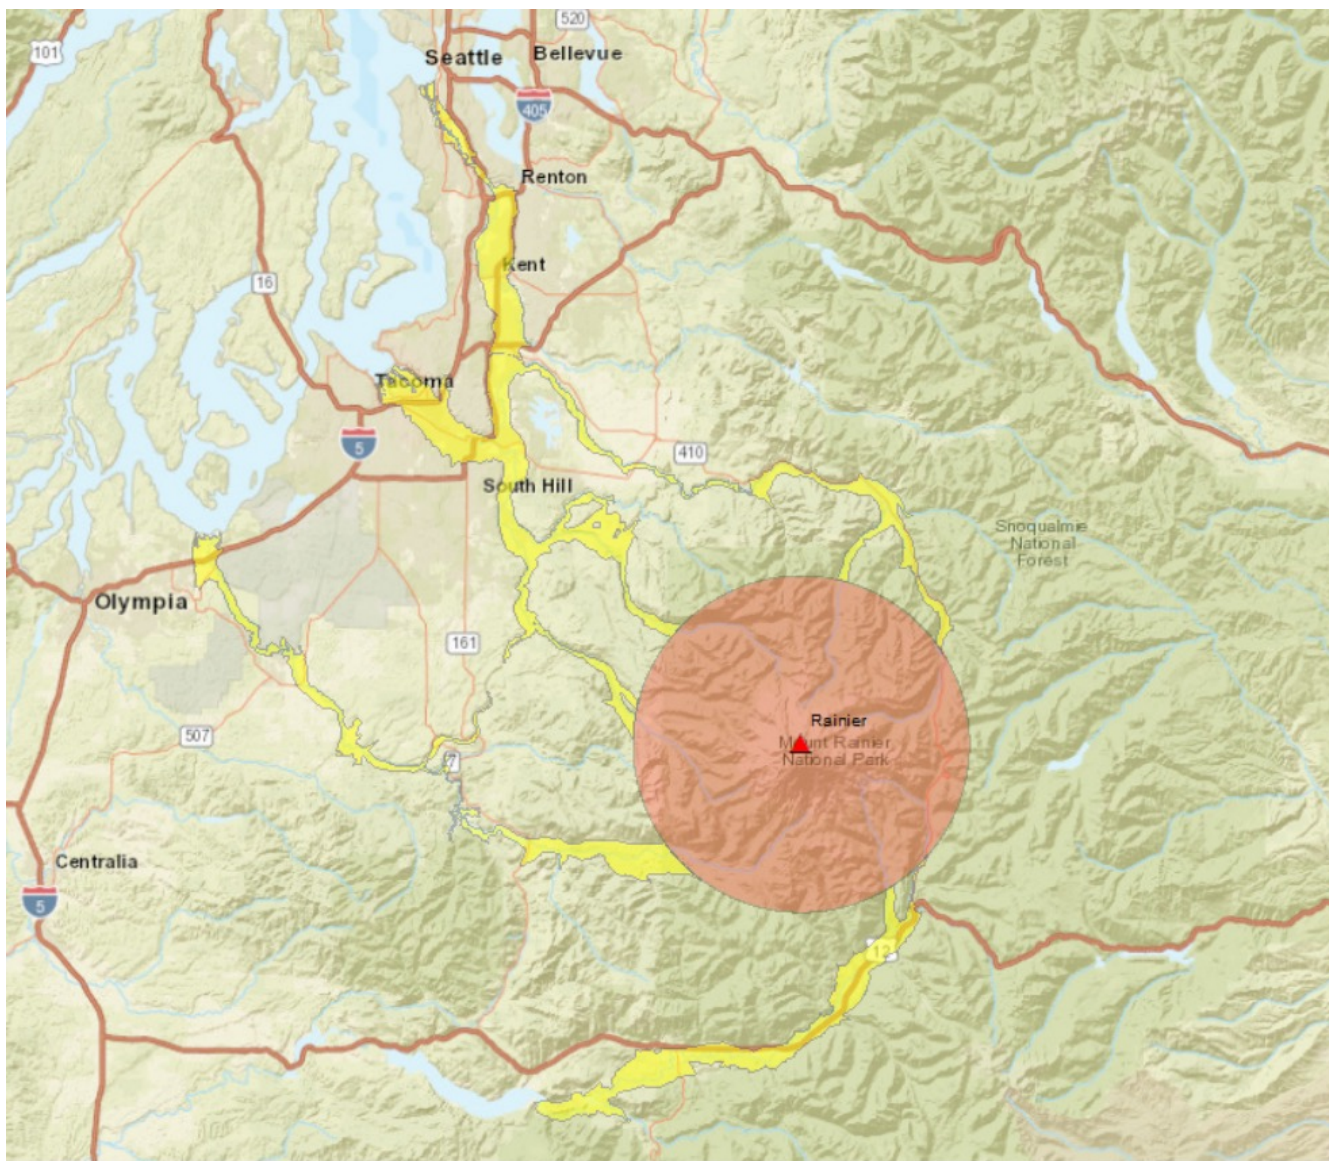 520
101
Seattle
Bellevue
405
Renton
Kent
16
Tacoma
5
410
South Hill
Snoqualmie
National
Forest
Olympia
161
Rainier
507
Mount Rainier
National Park
7
Centralia
5
12